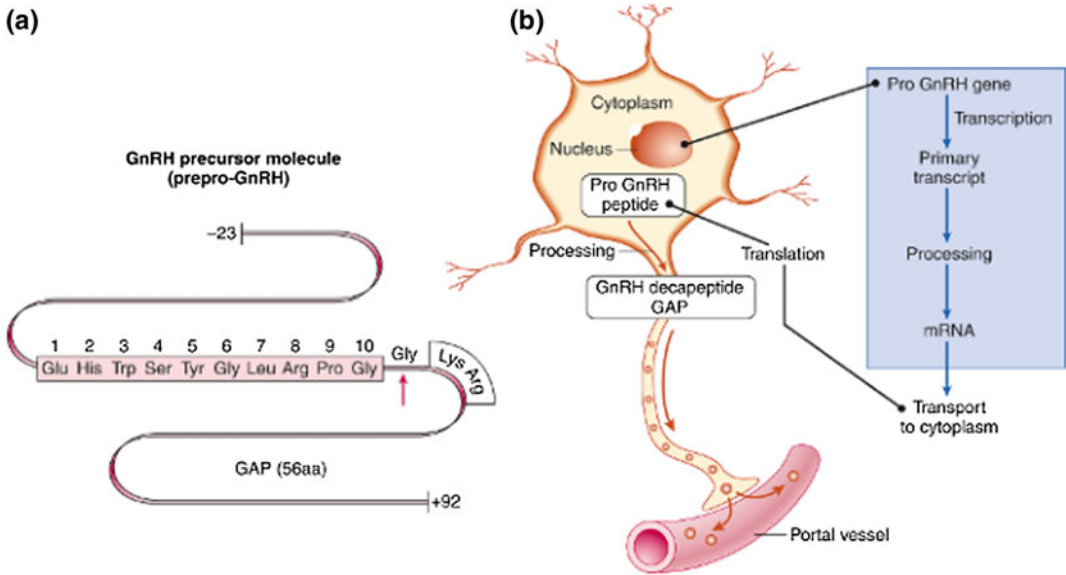 (a)
GnRH precursor molecule
(prepro-GnRH)
−23
1 2 3 4 5 6 7 8 9 10
Glu His Trp Ser Tyr Gly Leu Arg Pro Gly
Gly
Lys Arg
GAP (56aa)
+92
(b)
Cytoplasm
Nucleus
Pro GnRH
peptide
Processing
GnRH decapeptide
GAP
Translation
Portal vessel
Pro GnRH gene
Transcription
Primary
transcript
Processing
mRNA
Transport
to cytoplasm